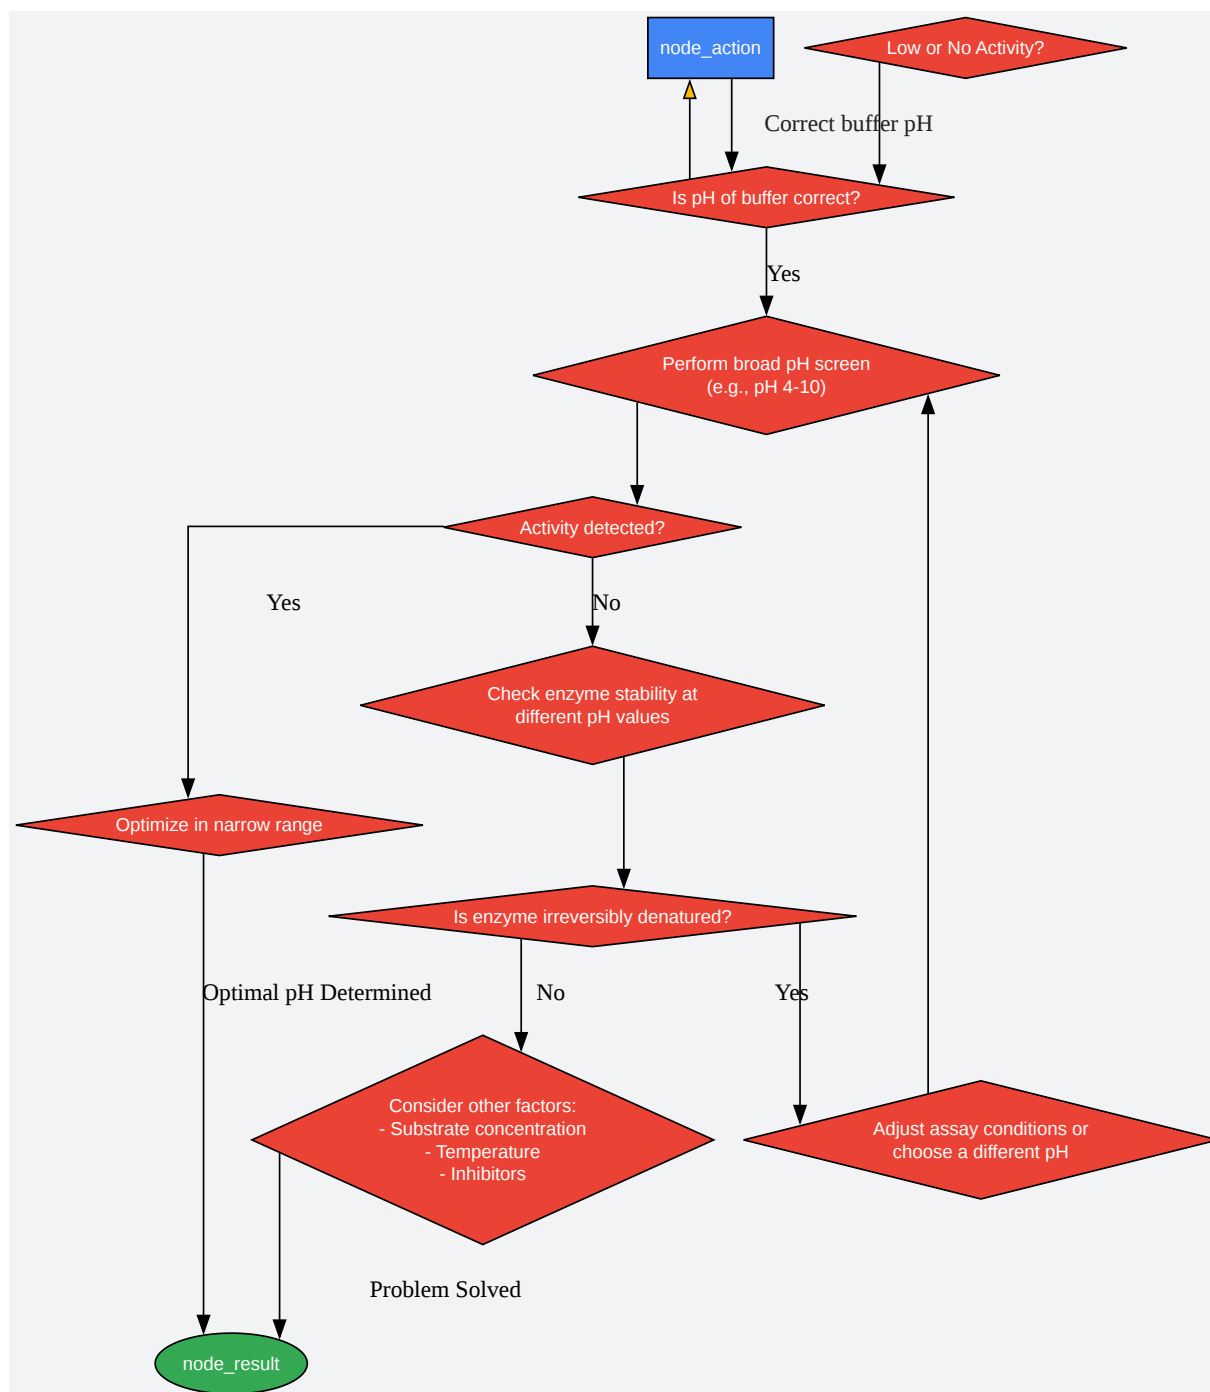 node_action
Low or No Activity?
Correct buffer pH
Is pH of buffer correct?
Yes
Perform broad pH screen
(e.g., pH 4-10)
Activity detected?
Yes
No
Check enzyme stability at
different pH values
Optimize in narrow range
Is enzyme irreversibly denatured?
Optimal pH Determined
No
Yes
Consider other factors:
- Substrate concentration
- Temperature
- Inhibitors
Adjust assay conditions or
choose a different pH
Problem Solved
node_result